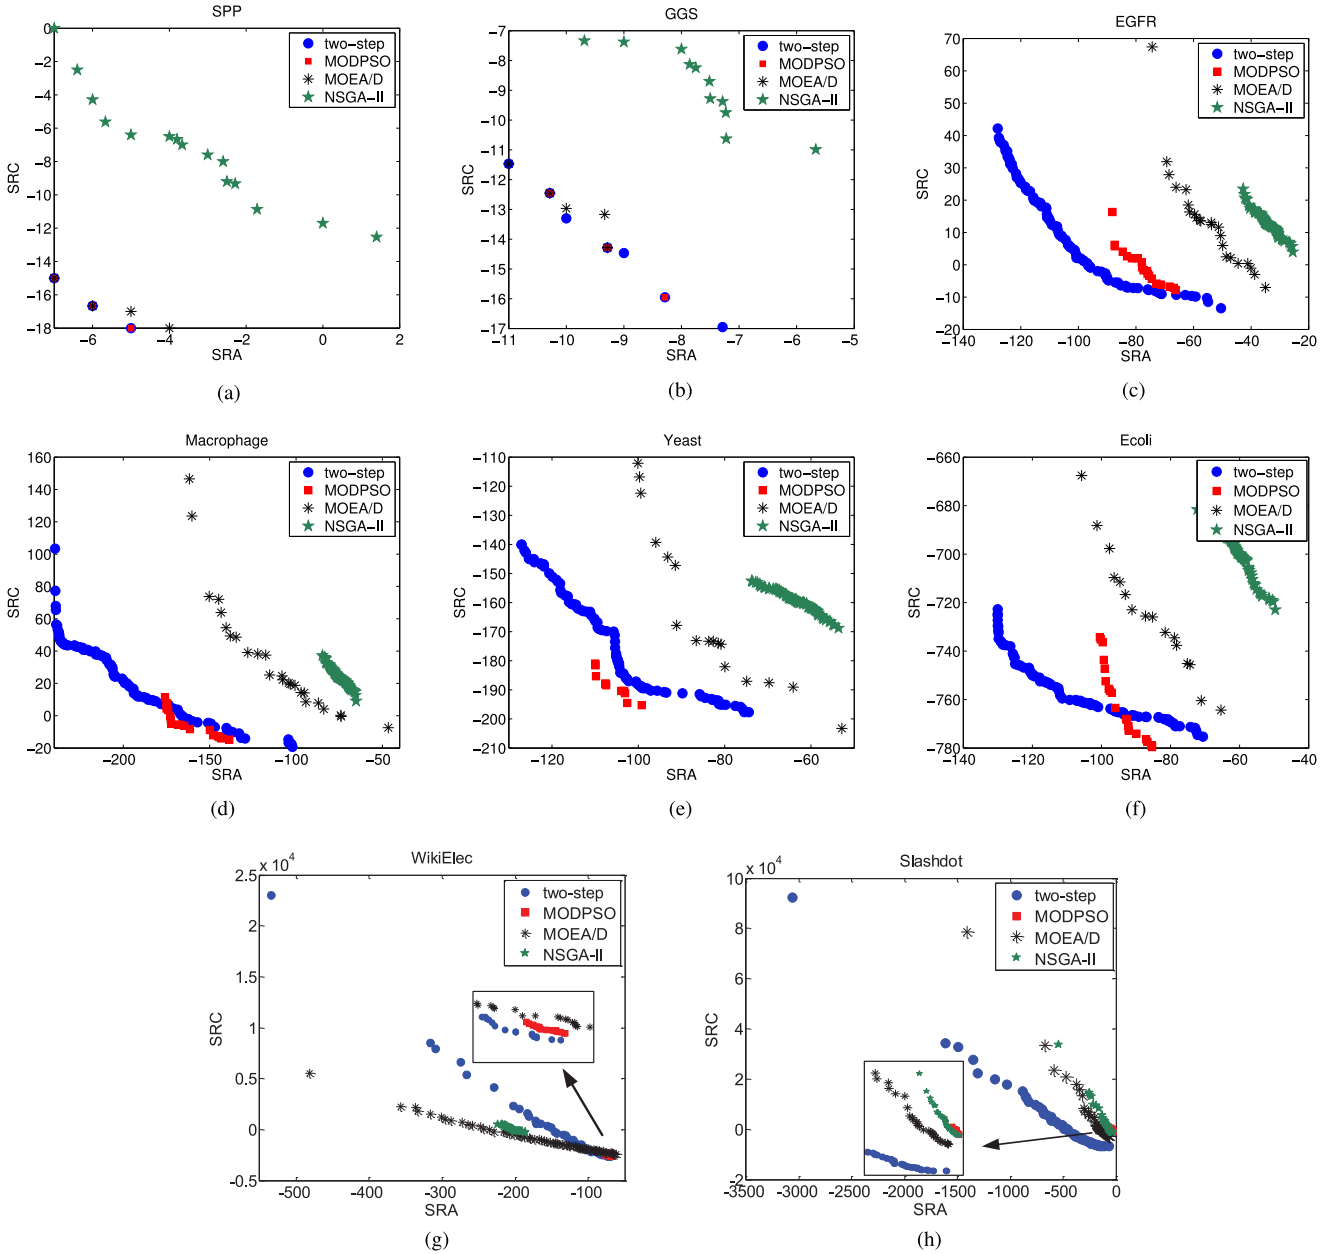 SPP
0
−2
−4
−6
−8
−10
−12
−14
−16
−18
SRC
−6
−4
−2
0
2
SRA
two−step
MODPSO
MOEA/D
NSGA−II
(a)
GGS
−7
−8
−9
−10
−11
−12
−13
−14
−15
−16
−17
SRC
−11
−10
−9
−8
−7
−6
−5
SRA
two−step
MODPSO
MOEA/D
NSGA−II
(b)
EGFR
70
60
50
40
30
20
10
0
−10
−20
SRC
−140
−120
−100
−80
−60
−40
−20
SRA
two−step
MODPSO
MOEA/D
NSGA−II
(c)
Macrophage
160
140
120
100
80
60
40
20
0
−20
SRC
−200
−150
−100
−50
SRA
two−step
MODPSO
MOEA/D
NSGA−II
(d)
Yeast
−110
−120
−130
−140
−150
−160
−170
−180
−190
−200
−210
SRC
−120
−100
−80
−60
SRA
two−step
MODPSO
MOEA/D
NSGA−II
(e)
Ecoli
−660
−680
−700
−720
−740
−760
−780
SRC
−140
−120
−100
−80
−60
−40
SRA
two−step
MODPSO
MOEA/D
NSGA−II
(f)
WikiElec
x 10⁴
2.5
2
1.5
1
0.5
0
-0.5
SRC
-500
-400
-300
-200
-100
SRA
two-step
MODPSO
MOEA/D
NSGA-II
(g)
Slashdot
x 10⁴
10
8
6
4
2
0
-2
SRC
-3500
-3000
-2500
-2000
-1500
-1000
-500
0
SRA
two-step
MODPSO
MOEA/D
NSGA-II
(h)